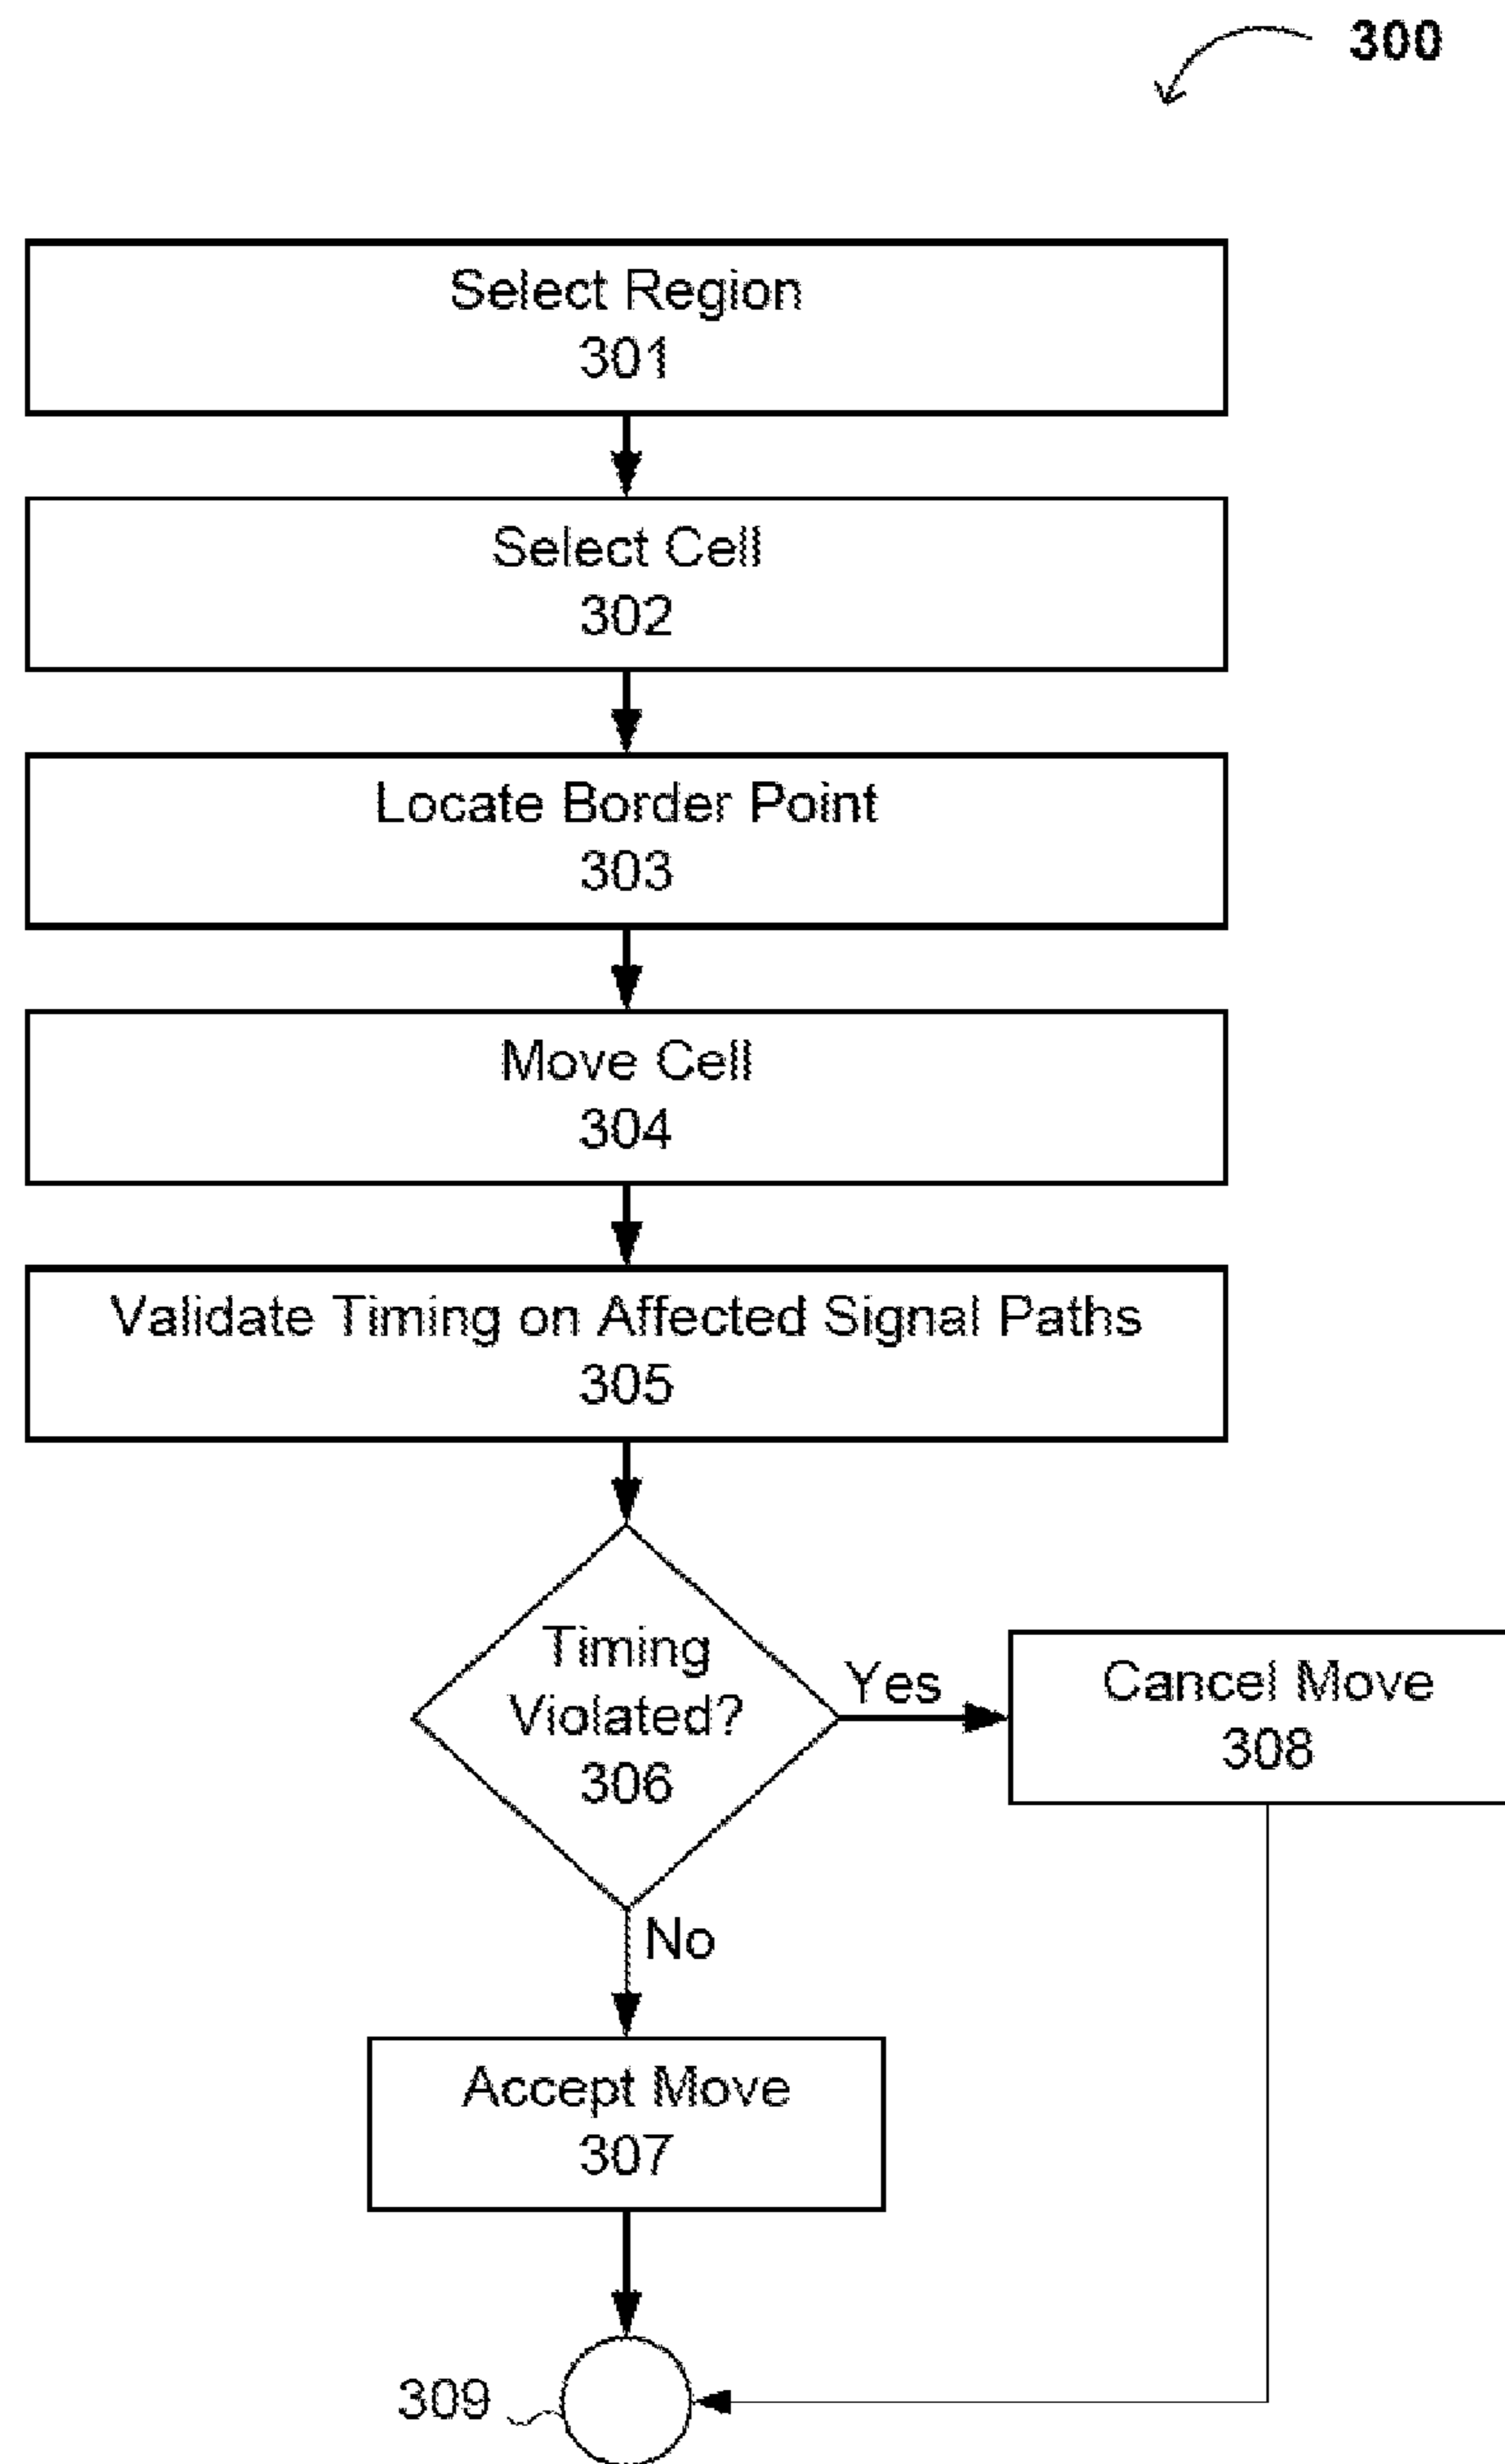 300
Select Region
301
Select Cell
302
Locate Border Point
303
Move Cell
304
Validate Timing on Affected Signal Paths
305
Timing
Violated?
306
Yes
Cancel Move
308
No
Accept Move
307
309